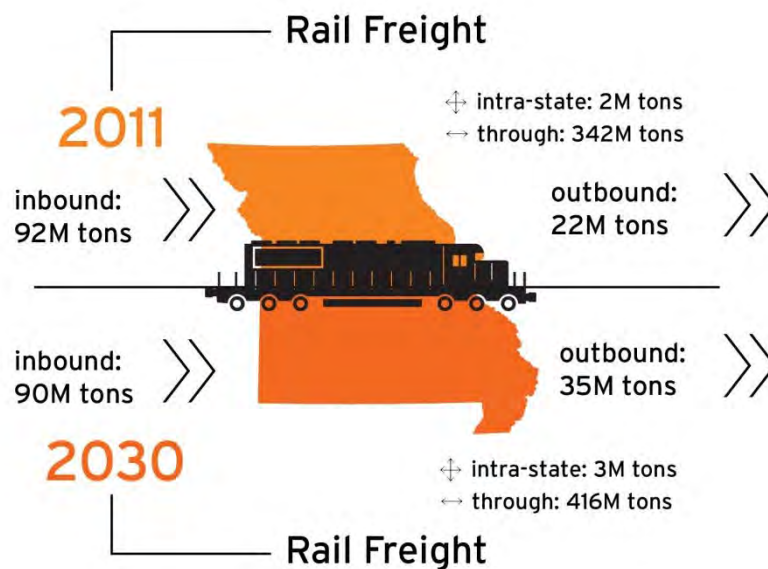 Rail Freight
2011
intra-state: 2M tons
through: 342M tons
inbound:
92M tons
outbound:
22M tons
inbound:
90M tons
outbound:
35M tons
2030
intra-state: 3M tons
through: 416M tons
Rail Freight